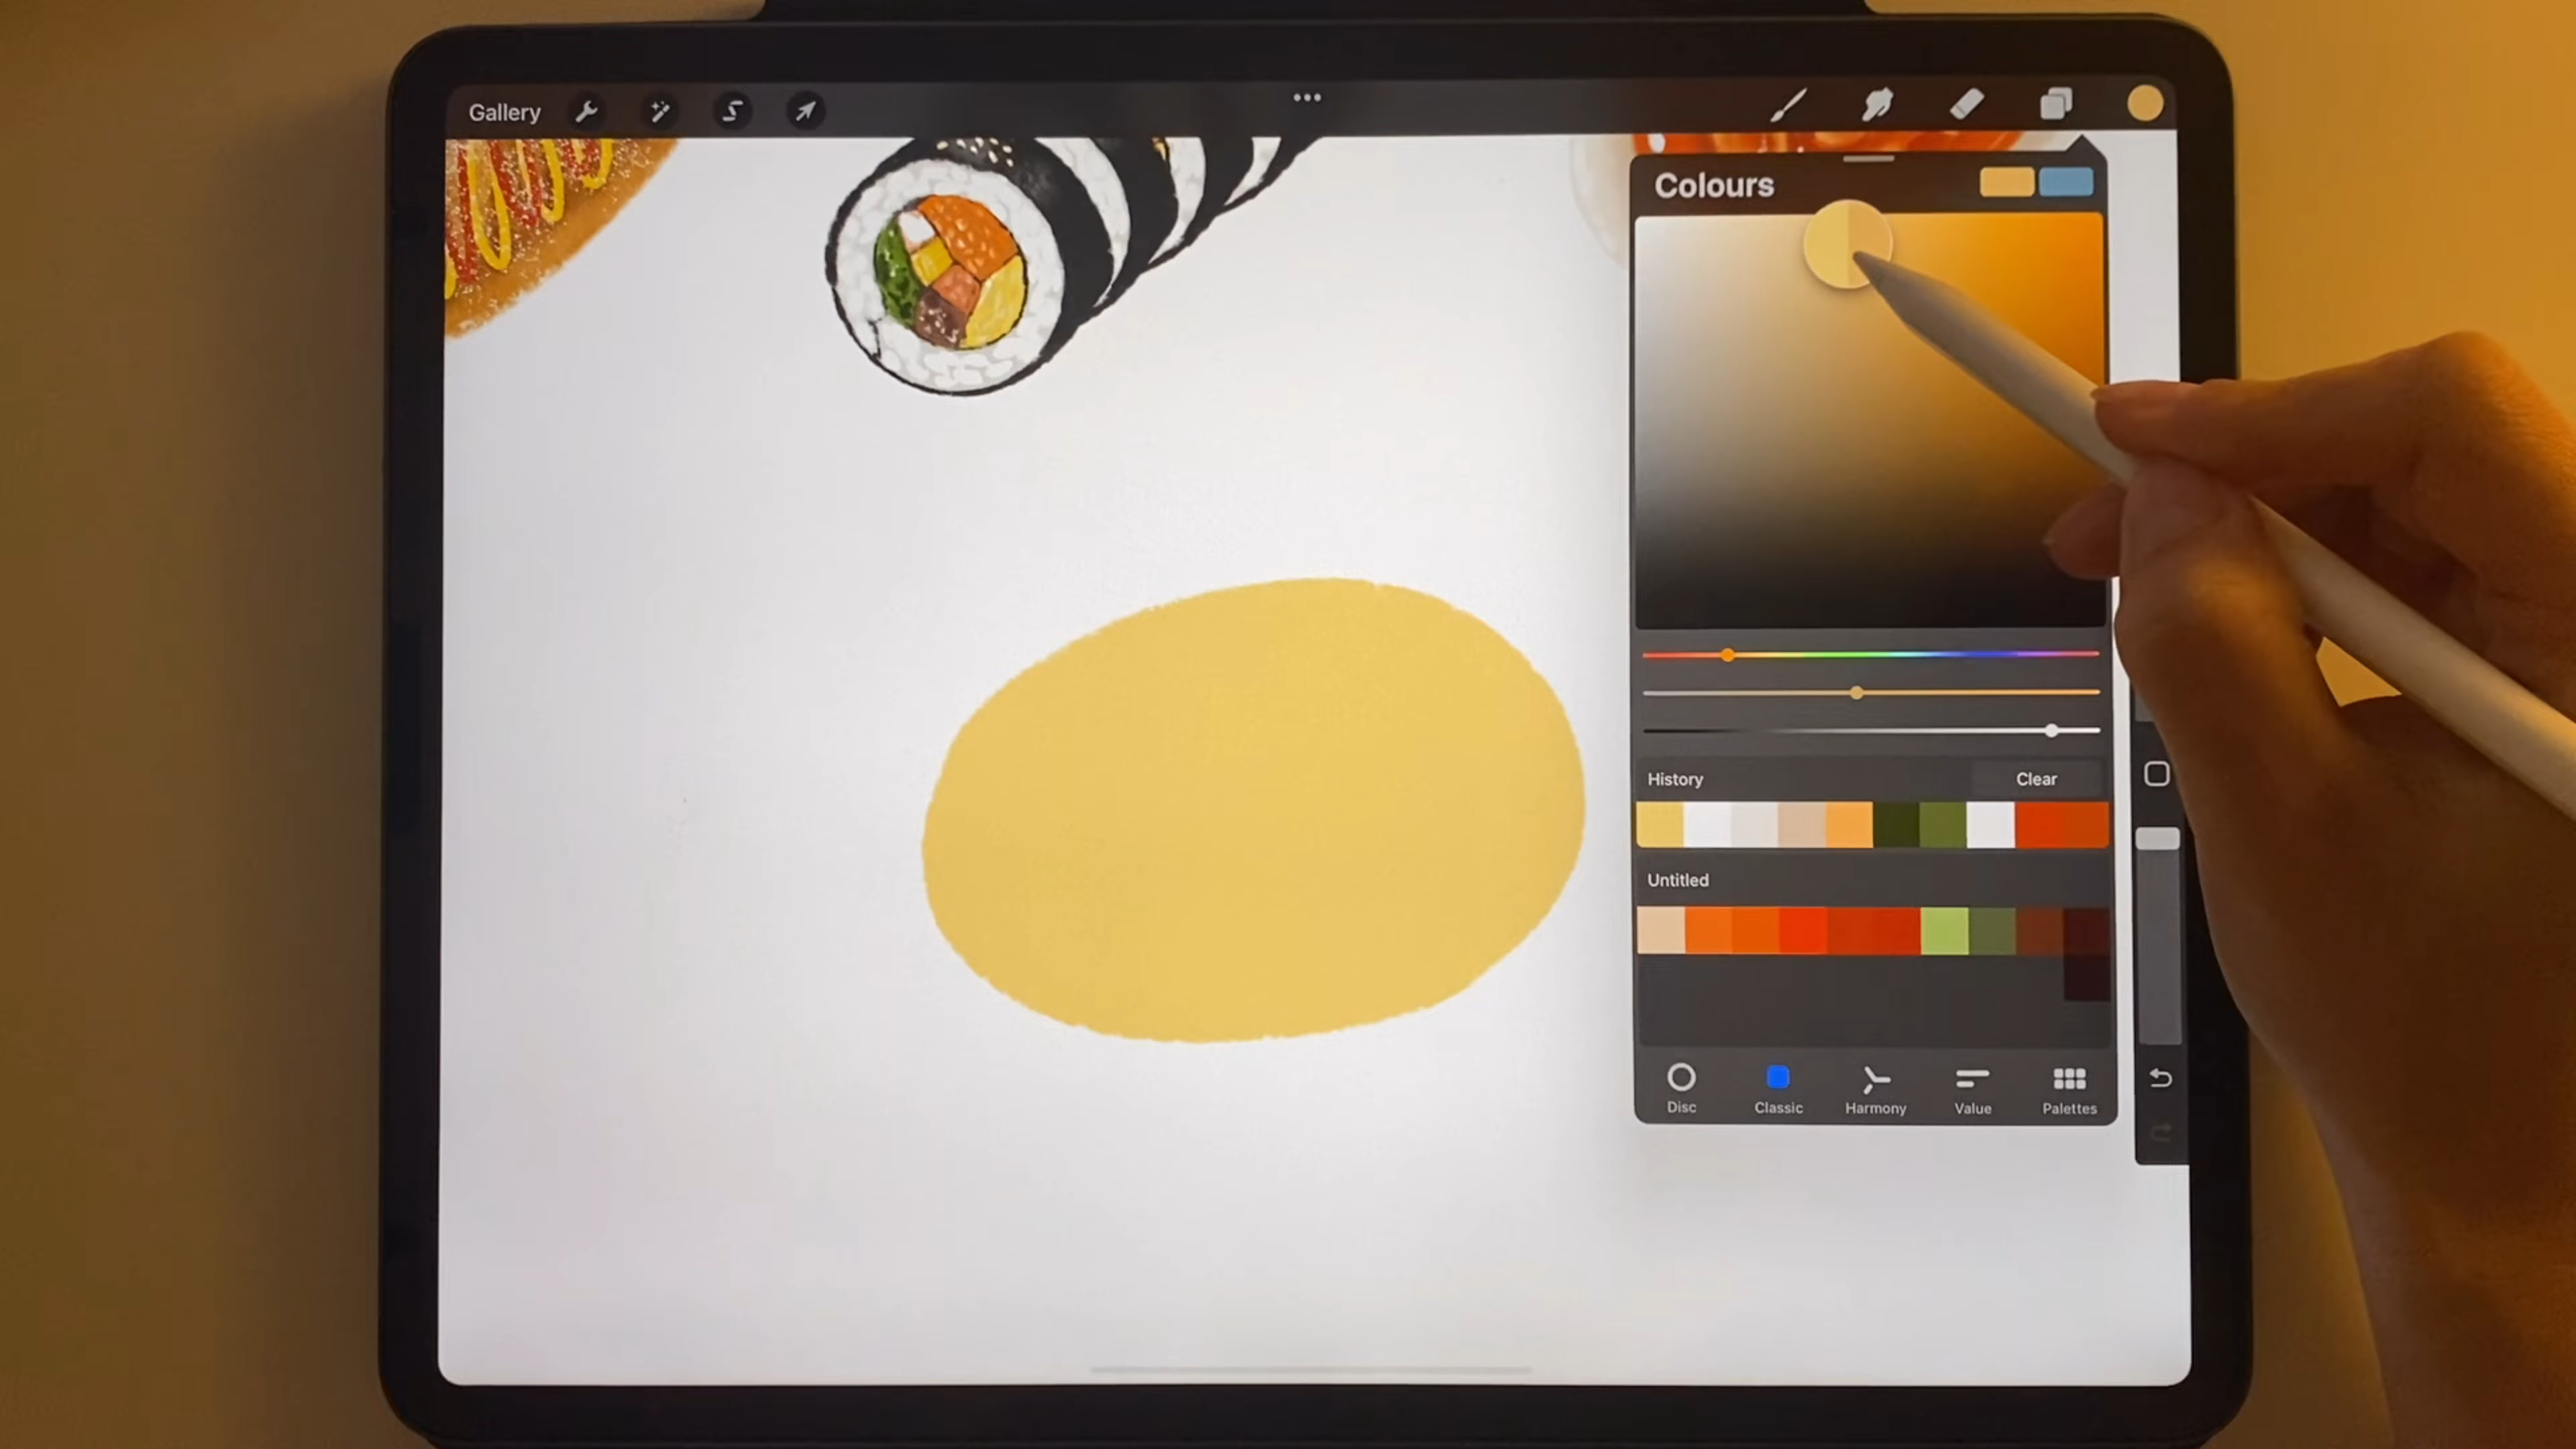 Gallery
Colours
History
Clear
Untitled
Disc
Classic
Harmony
Value
Palettes